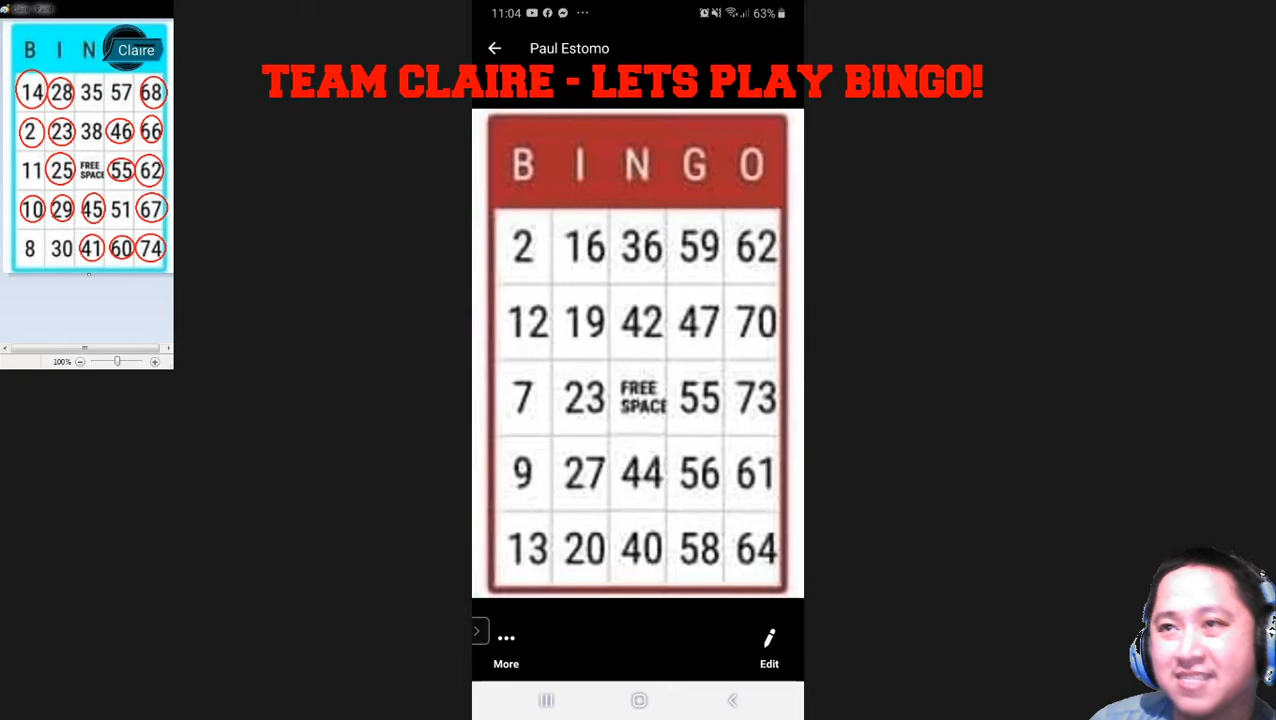 B I N Claire
14 28 35 57 68
2 23 38 46 66
11 25 FREE SPACE 55 62
10 29 45 51 67
8 30 41 60 74
100%
11:04 63%
Paul Estomo
TEAM CLAIRE - LETS PLAY BINGO!
B I N G O
2 16 36 59 62
12 19 42 47 70
7 23 FREE SPACE 55 73
9 27 44 56 61
13 20 40 58 64
More Edit